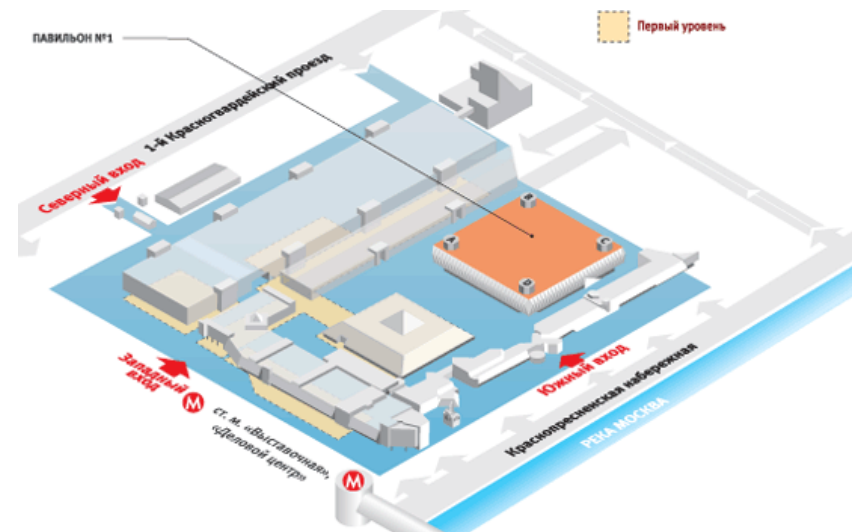 ПАВИЛЬОН №1
Первый уровень
1-й Красногвардейский проезд
Северный вход
В
А
С
D
Западный
вход
М
ст. м. «Выставочная»,
«Деловой центр»
М
Южный вход
Краснопресненская набережная
РЕКА МОСКВА